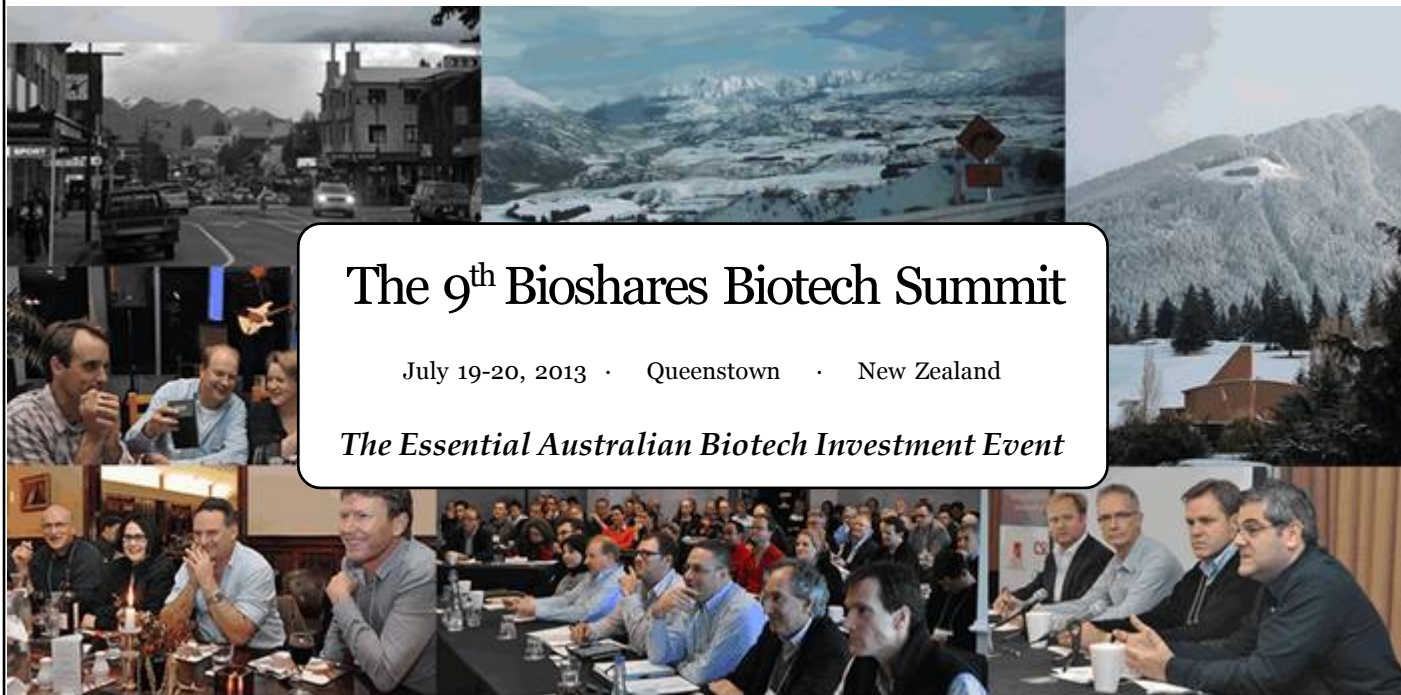 SPORT
The 9th Bioshares Biotech Summit
July 19-20, 2013 · Queenstown · New Zealand
The Essential Australian Biotech Investment Event